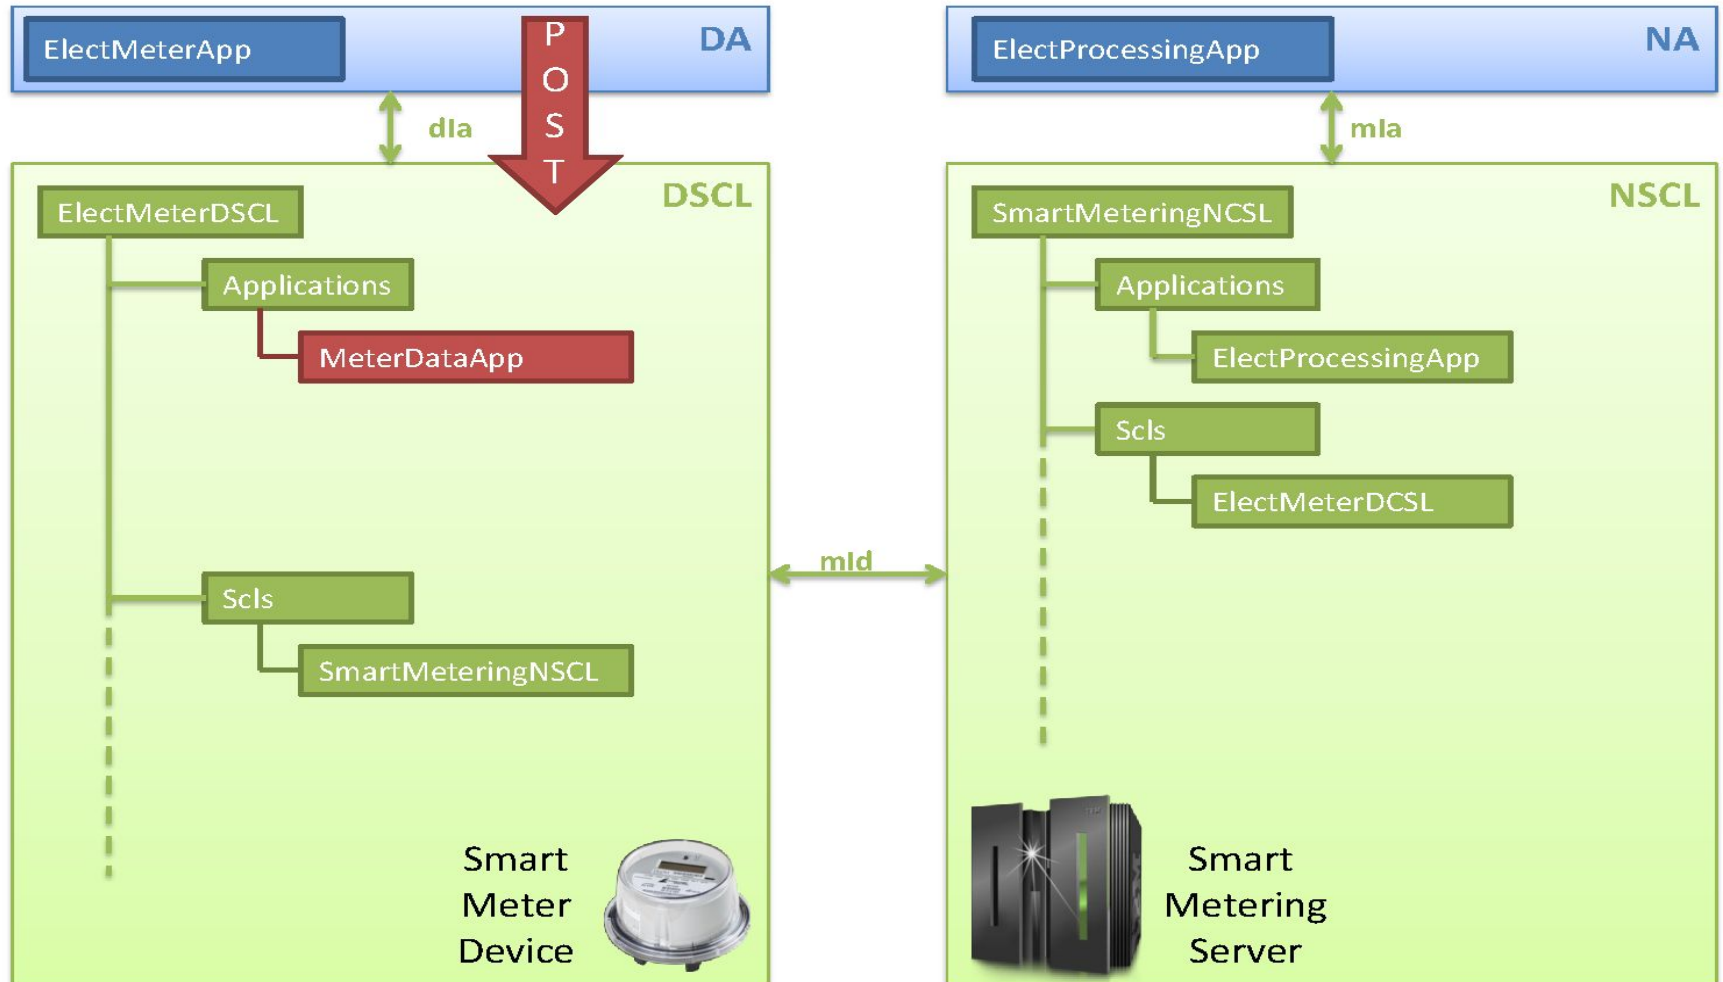 ElectMeterApp
P
O
S
T
DA
dIa
ElectMeterDSCL
DSCL
Applications
MeterDataApp
Scls
SmartMeteringNSCL
Smart
Meter
Device
mId
ElectProcessingApp
NA
mIa
SmartMeteringNCSL
NSCL
Applications
ElectProcessingApp
Scls
ElectMeterDCSL
Smart
Metering
Server